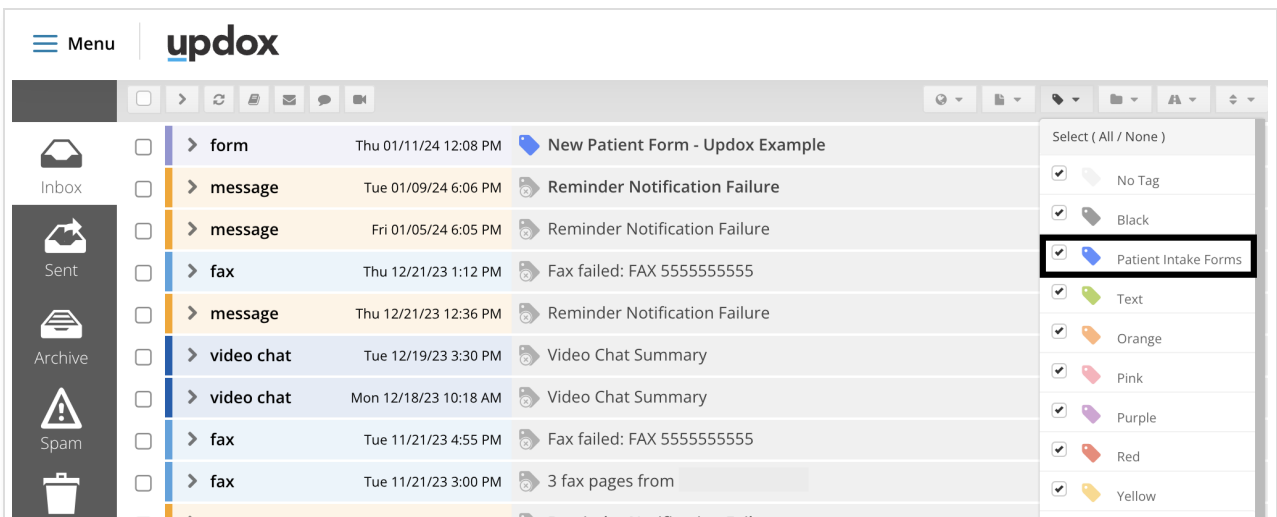 Menu
updox
Select ( All / None )
form Thu 01/11/24 12:08 PM New Patient Form - Updox Example
Inbox
message Tue 01/09/24 6:06 PM Reminder Notification Failure
No Tag
message Fri 01/05/24 6:05 PM Reminder Notification Failure
Black
Sent
fax Thu 12/21/23 1:12 PM Fax failed: FAX 5555555555
Patient Intake Forms
message Thu 12/21/23 12:36 PM Reminder Notification Failure
Text
Archive
video chat Tue 12/19/23 3:30 PM Video Chat Summary
Orange
video chat Mon 12/18/23 10:18 AM Video Chat Summary
Pink
Spam
fax Tue 11/21/23 4:55 PM Fax failed: FAX 5555555555
Purple
Red
fax Tue 11/21/23 3:00 PM 3 fax pages from
Yellow